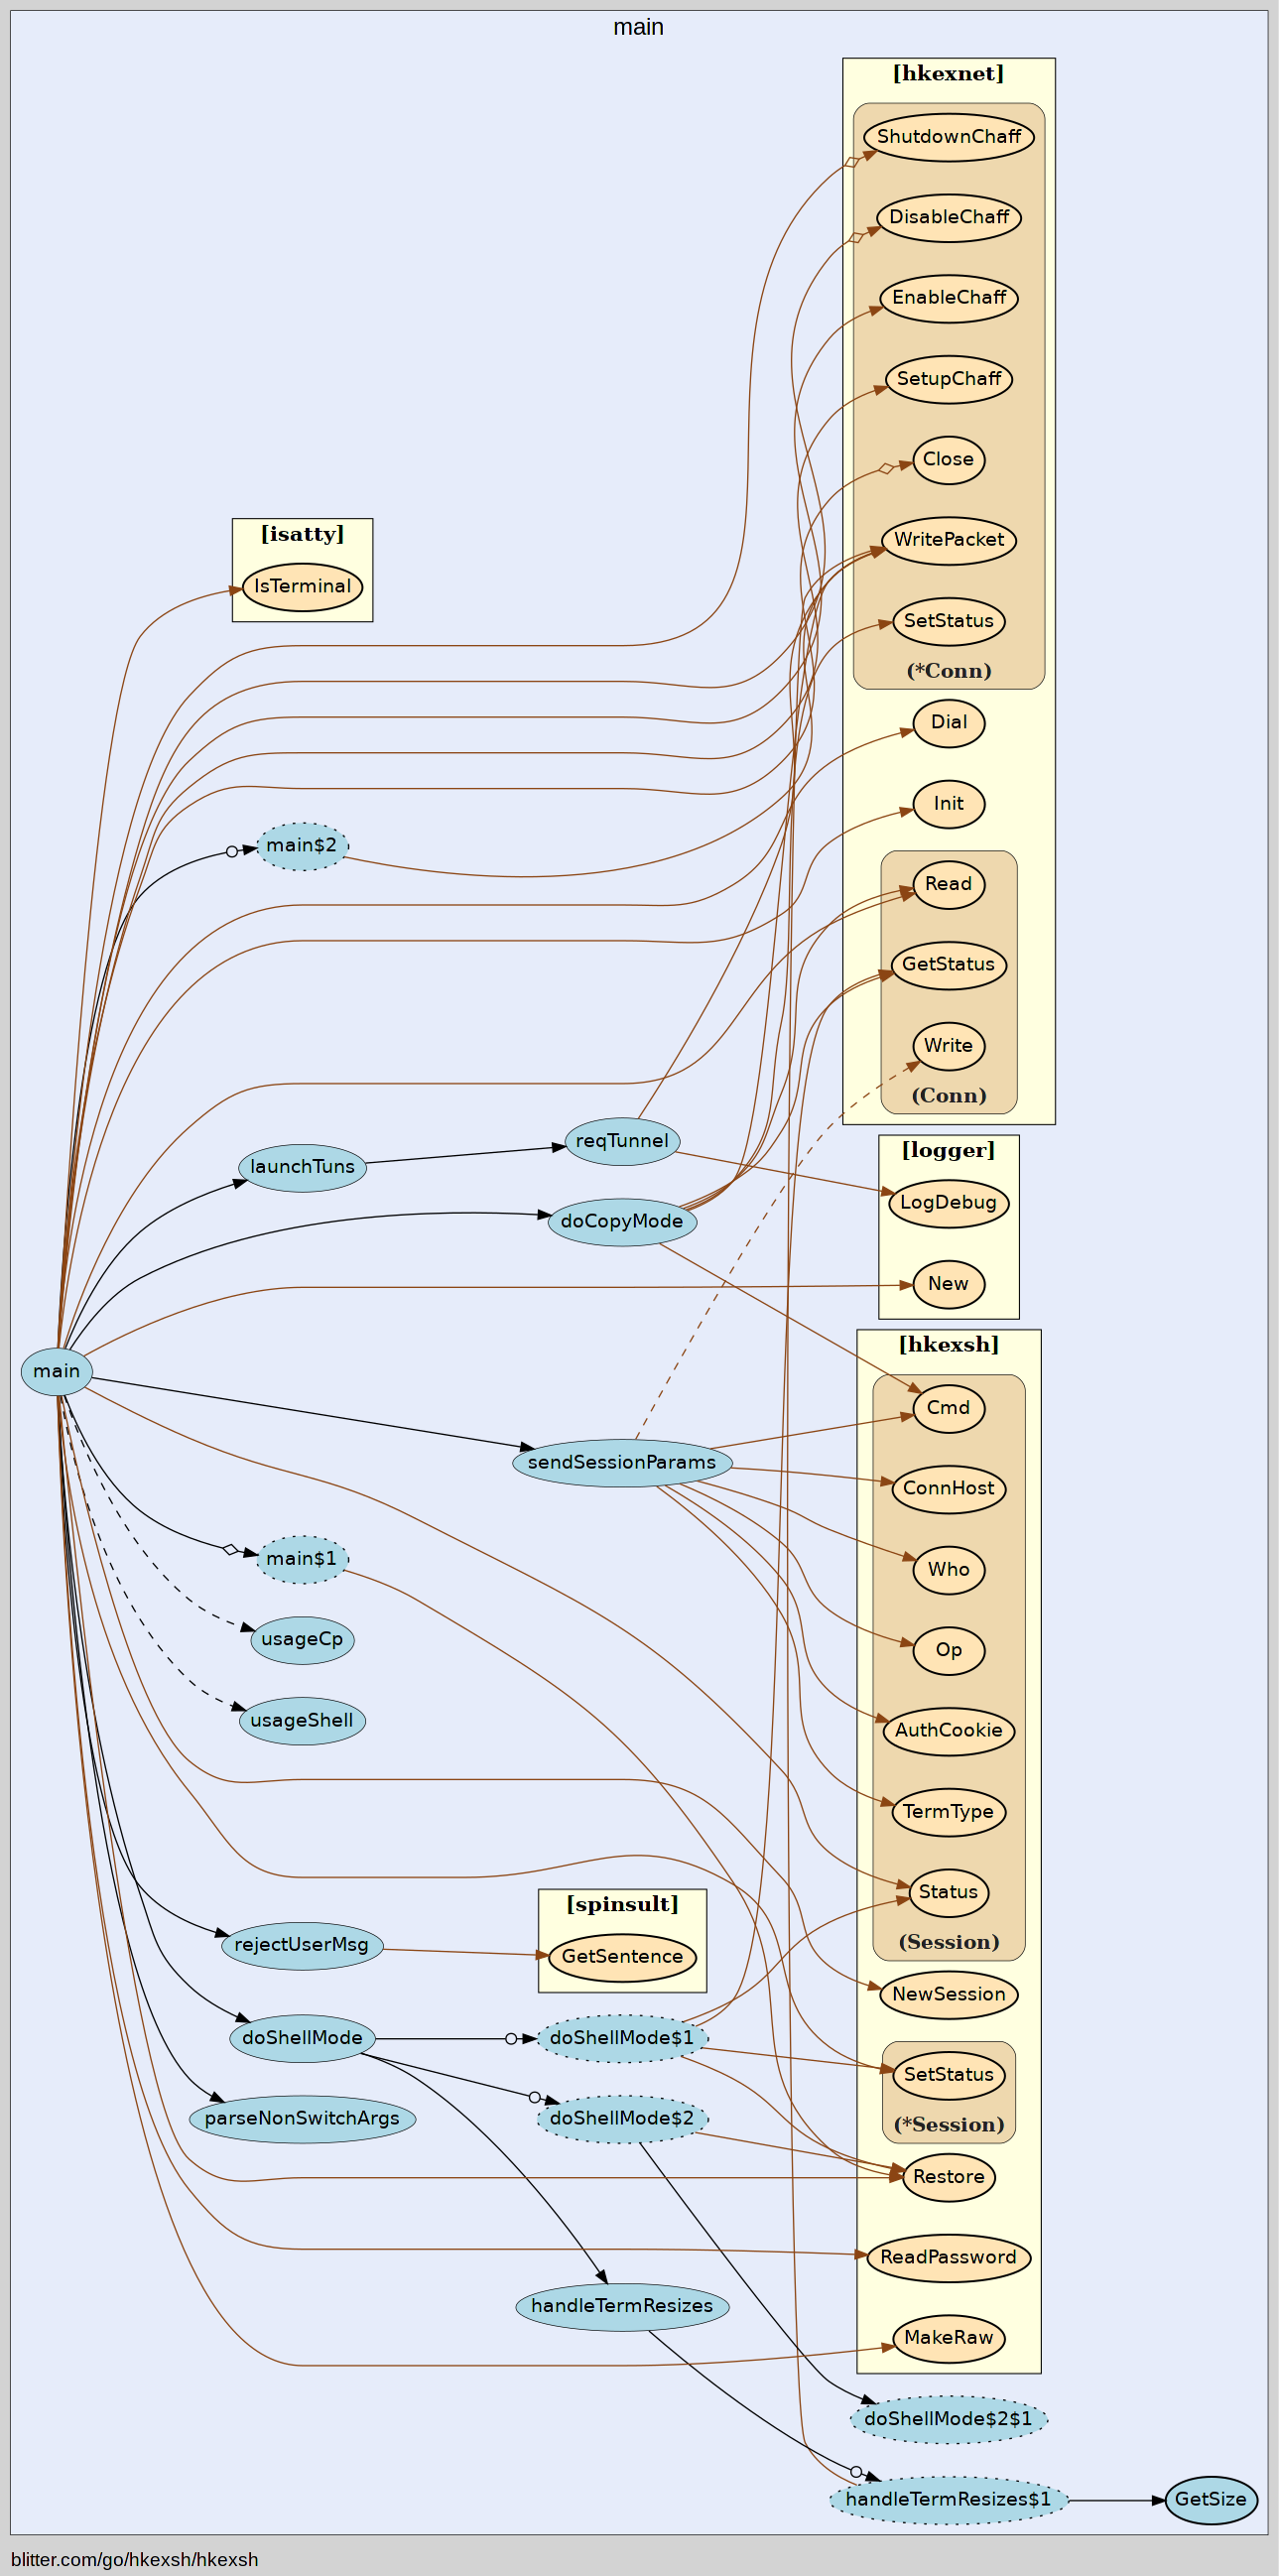 main
[hkexnet]
ShutdownChaff
DisableChaff
EnableChaff
SetupChaff
Close
[isatty]
WritePacket
IsTerminal
SetStatus
(*Conn)
Dial
Init
main$2
Read
GetStatus
Write
(Conn)
reqTunnel
[logger]
launchTuns
LogDebug
doCopyMode
New
[hkexsh]
main
Cmd
sendSessionParams
ConnHost
main$1
Who
usageCp
Op
usageShell
AuthCookie
TermType
Status
[spinsult]
(Session)
rejectUserMsg
GetSentence
NewSession
doShellMode
doShellMode$1
SetStatus
parseNonSwitchArgs
doShellMode$2
(*Session)
Restore
ReadPassword
handleTermResizes
MakeRaw
doShellMode$2$1
handleTermResizes$1
GetSize
blitter.com/go/hkexsh/hkexsh